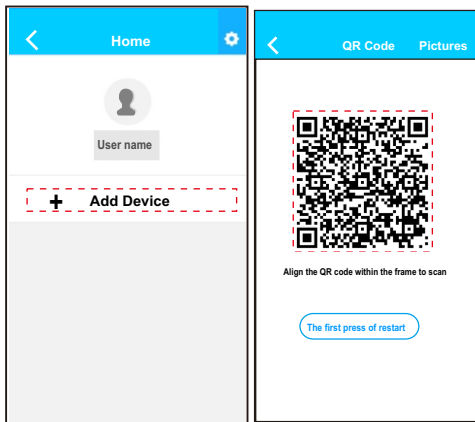 Home
User name
+ Add Device
QR Code Pictures
Align the QR code within the frame to scan
The first press of restart